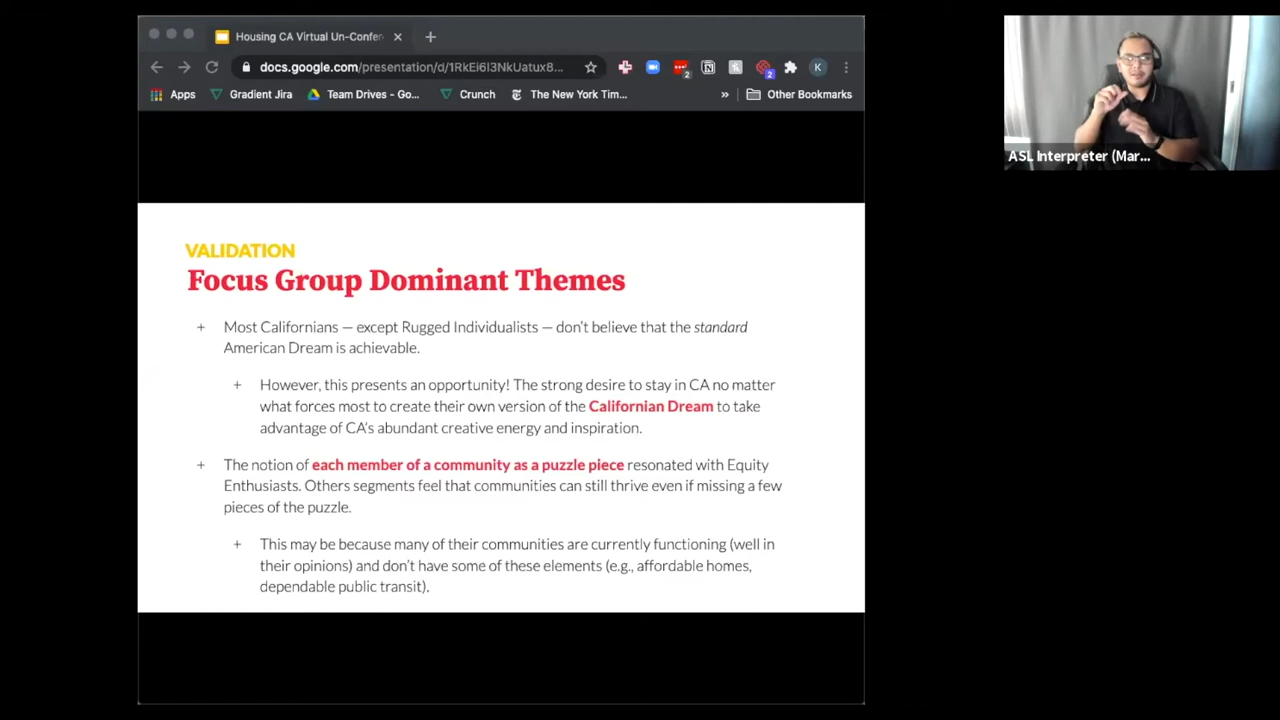 Housing CA Virtual Un-Confer
docs.google.com/presentation/d/1RkEi6I3NkUatux8...
2
2
K
Apps
Gradient Jira
Team Drives - Go...
Crunch
The New York Tim...
»
Other Bookmarks
ASL Interpreter (Mar...
VALIDATION
Focus Group Dominant Themes
+ Most Californians — except Rugged Individualists — don't believe that the standard
American Dream is achievable.
+ However, this presents an opportunity! The strong desire to stay in CA no matter
what forces most to create their own version of the Californian Dream to take
advantage of CA's abundant creative energy and inspiration.
+ The notion of each member of a community as a puzzle piece resonated with Equity
Enthusiasts. Others segments feel that communities can still thrive even if missing a few
pieces of the puzzle.
+ This may be because many of their communities are currently functioning (well in
their opinions) and don't have some of these elements (e.g., affordable homes,
dependable public transit).